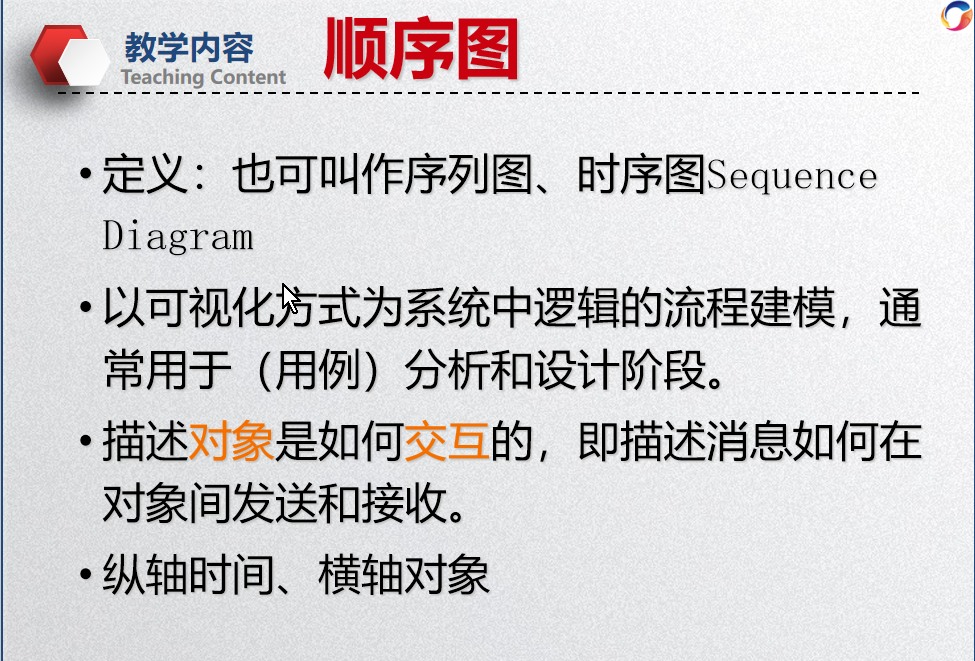 教学内容
Teaching Content
顺序图
•定义：也可叫作序列图、时序图Sequence
Diagram
•以可视化方式为系统中逻辑的流程建模，通
常用于（用例）分析和设计阶段。
•描述对象是如何交互的，即描述消息如何在
对象间发送和接收。
•纵轴时间、横轴对象